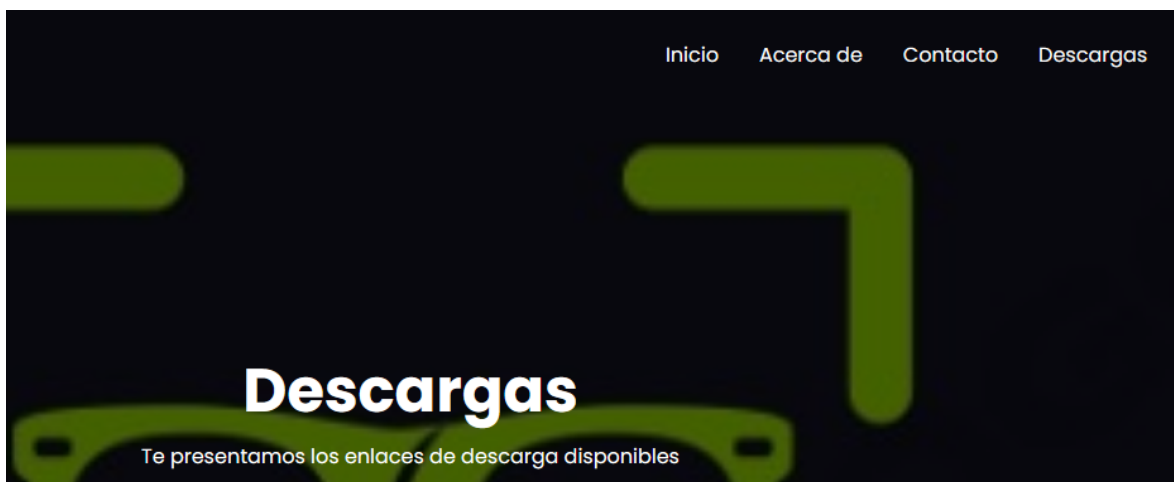 Inicio Acerca de Contacto Descargas
Descargas
Te presentamos los enlaces de descarga disponibles